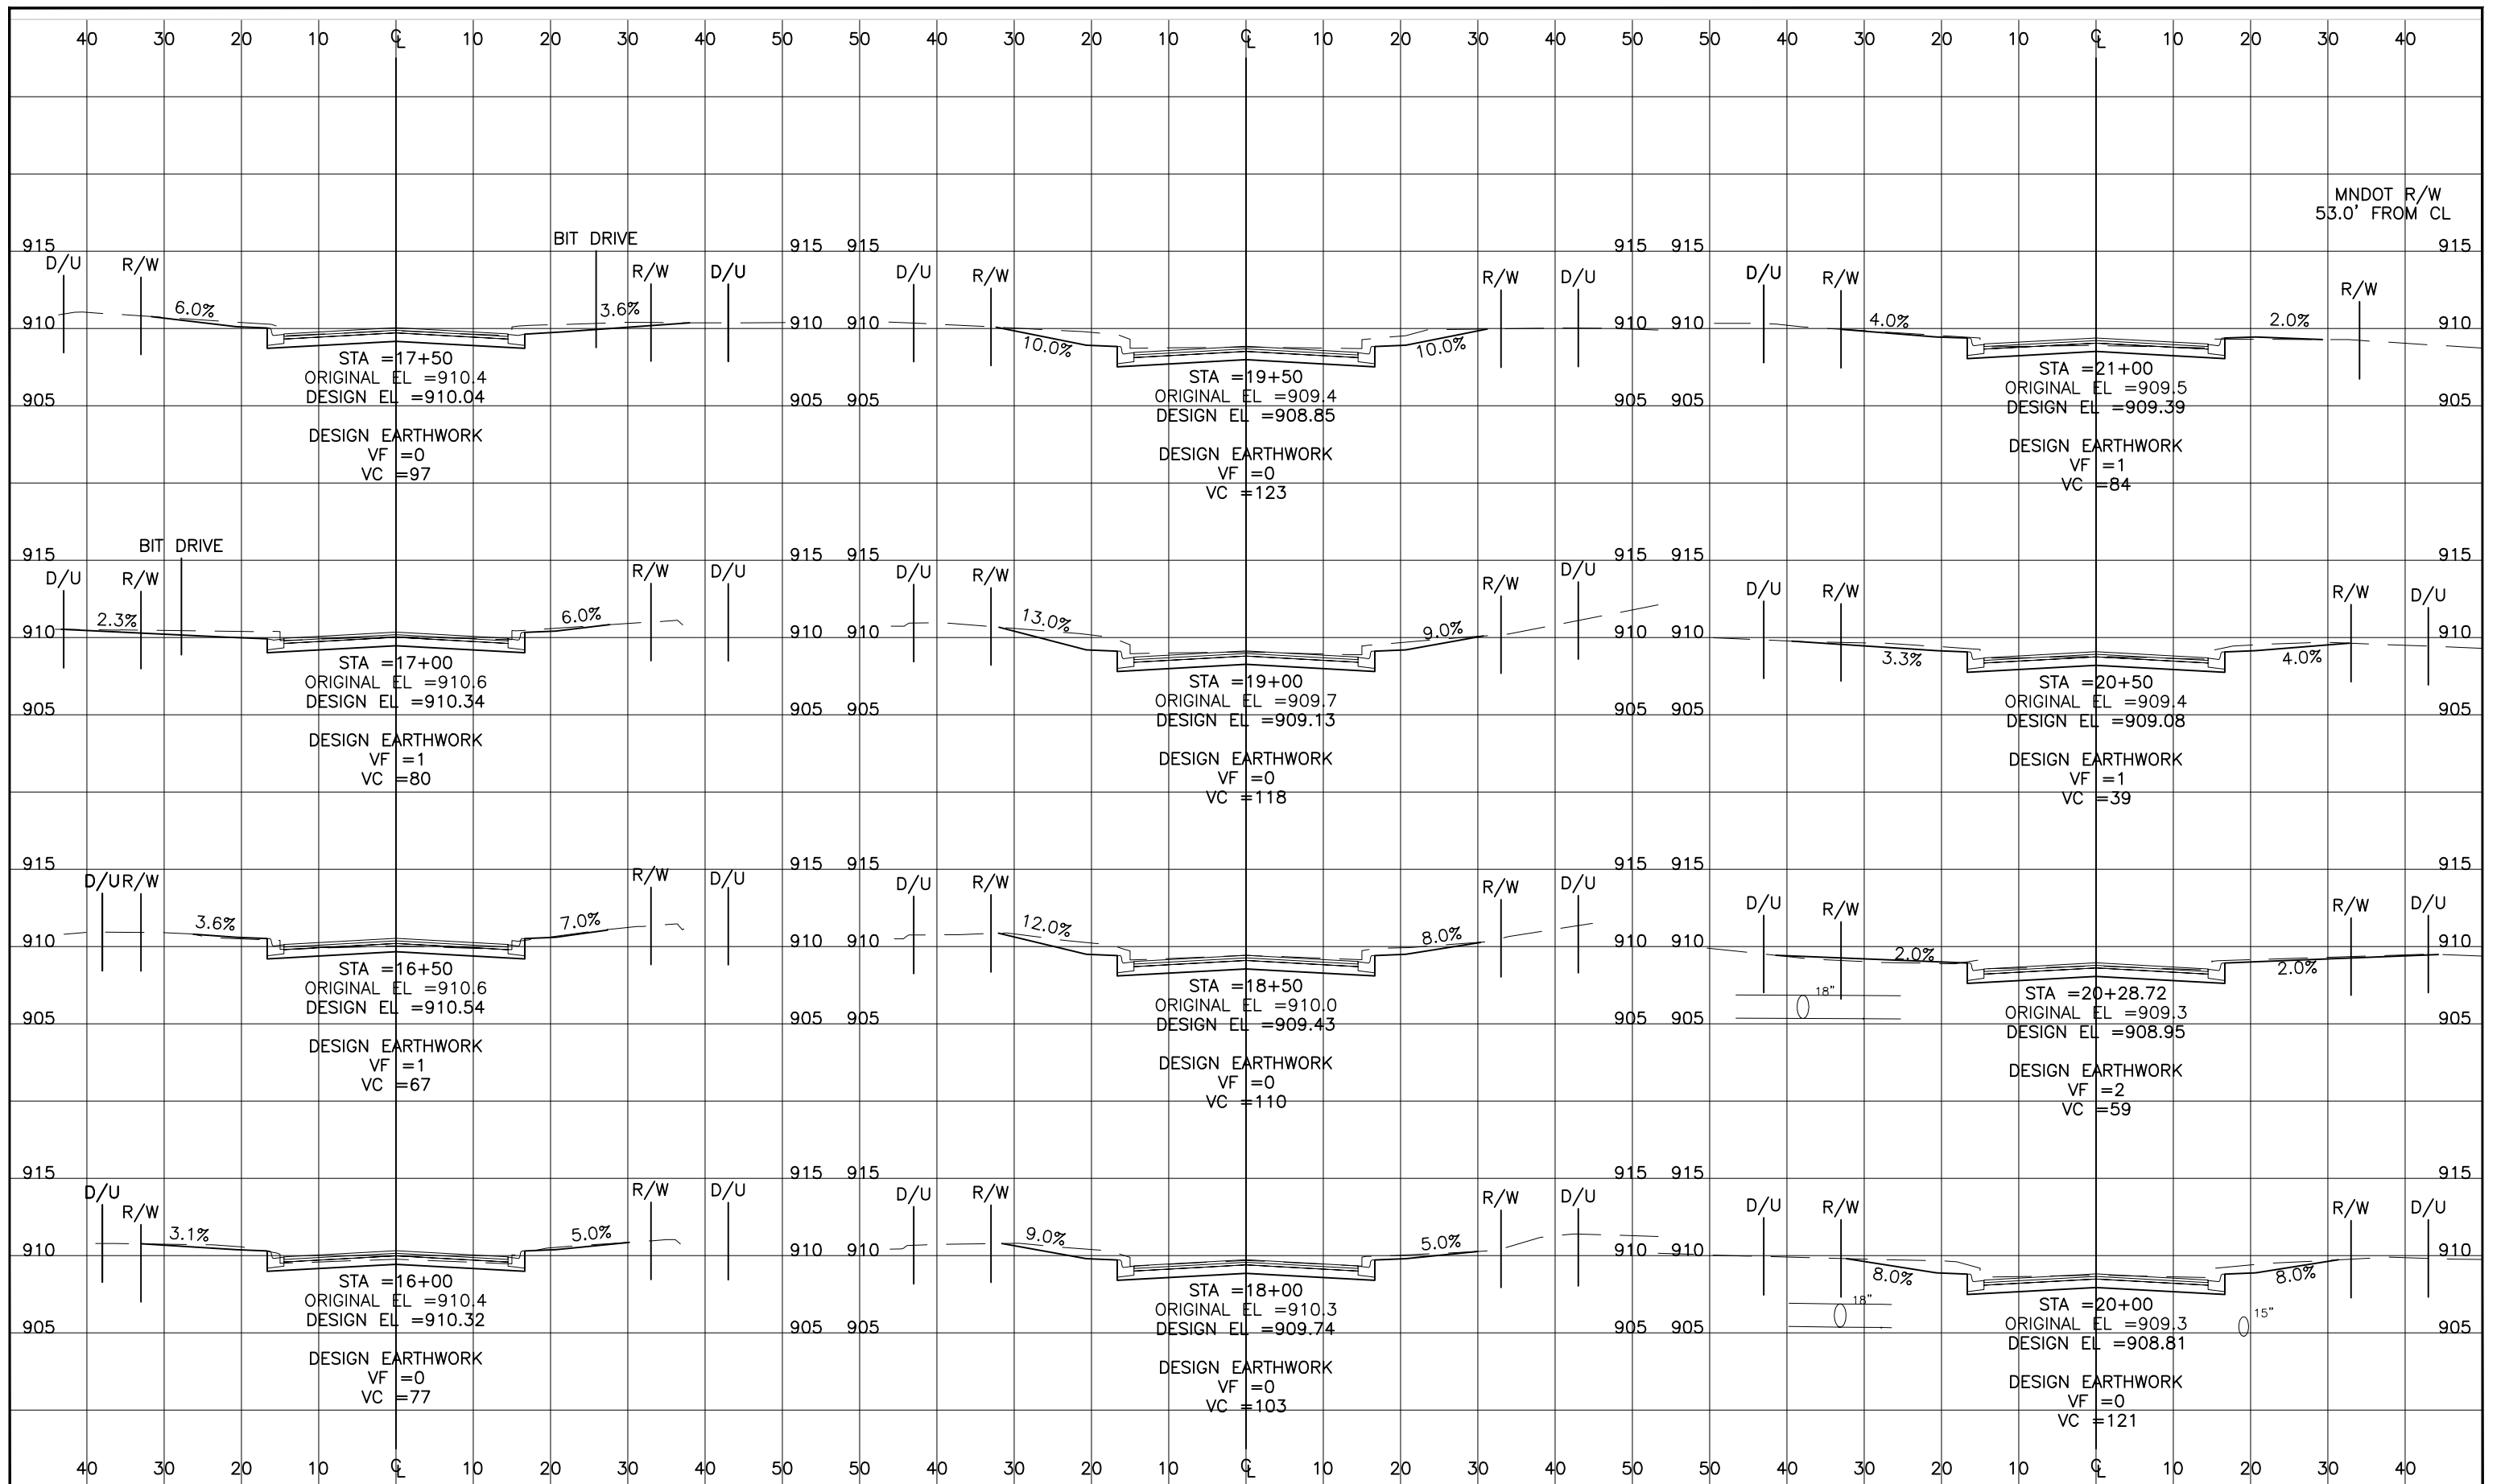 40 30 20 10 CL 10 20 30 40 50 50 40 30 20 10 CL 10 20 30 40 50 50 40 30 20 10 CL 10 20 30 40
MNDOT R/W
53.0' FROM CL
915 BIT DRIVE 915 915 915 915 915
D/U R/W R/W D/U D/U R/W R/W D/U D/U R/W R/W
6.0% 3.6% 10.0% 10.0% 4.0% 2.0%
910 910 910 910 910 910
STA =17+50
ORIGINAL EL =910.4
DESIGN EL =910.04
DESIGN EARTHWORK
VF =0
VC =97
STA =19+50
ORIGINAL EL =909.4
DESIGN EL =908.85
DESIGN EARTHWORK
VF =0
VC =123
STA =21+00
ORIGINAL EL =909.5
DESIGN EL =909.39
DESIGN EARTHWORK
VF =1
VC =84
905 905 905 905 905 905
915 BIT DRIVE 915 915 915 915 915
D/U R/W R/W D/U D/U R/W R/W D/U D/U R/W R/W D/U
2.3% 6.0% 13.0% 9.0% 3.3% 4.0%
910 910 910 910 910 910
STA =17+00
ORIGINAL EL =910.6
DESIGN EL =910.34
DESIGN EARTHWORK
VF =1
VC =80
STA =19+00
ORIGINAL EL =909.7
DESIGN EL =909.13
DESIGN EARTHWORK
VF =0
VC =118
STA =20+50
ORIGINAL EL =909.4
DESIGN EL =909.08
DESIGN EARTHWORK
VF =1
VC =39
905 905 905 905 905 905
915 915 915 915 915 915
D/U R/W R/W D/U D/U R/W R/W D/U D/U R/W R/W D/U
3.6% 7.0% 12.0% 8.0% 2.0% 2.0%
910 910 910 910 910 910
18"
STA =16+50
ORIGINAL EL =910.6
DESIGN EL =910.54
DESIGN EARTHWORK
VF =1
VC =67
STA =18+50
ORIGINAL EL =910.0
DESIGN EL =909.43
DESIGN EARTHWORK
VF =0
VC =110
STA =20+28.72
ORIGINAL EL =909.3
DESIGN EL =908.95
DESIGN EARTHWORK
VF =2
VC =59
905 905 905 905 905 905
915 915 915 915 915 915
D/U R/W R/W D/U D/U R/W R/W D/U D/U R/W R/W D/U
3.1% 5.0% 9.0% 5.0% 8.0% 8.0%
910 910 910 910 910 910
18" 15"
STA =16+00
ORIGINAL EL =910.4
DESIGN EL =910.32
DESIGN EARTHWORK
VF =0
VC =77
STA =18+00
ORIGINAL EL =910.3
DESIGN EL =909.74
DESIGN EARTHWORK
VF =0
VC =103
STA =20+00
ORIGINAL EL =909.3
DESIGN EL =908.81
DESIGN EARTHWORK
VF =0
VC =121
905 905 905 905 905 905
40 30 20 10 CL 10 20 30 40 50 50 40 30 20 10 CL 10 20 30 40 50 50 40 30 20 10 CL 10 20 30 40